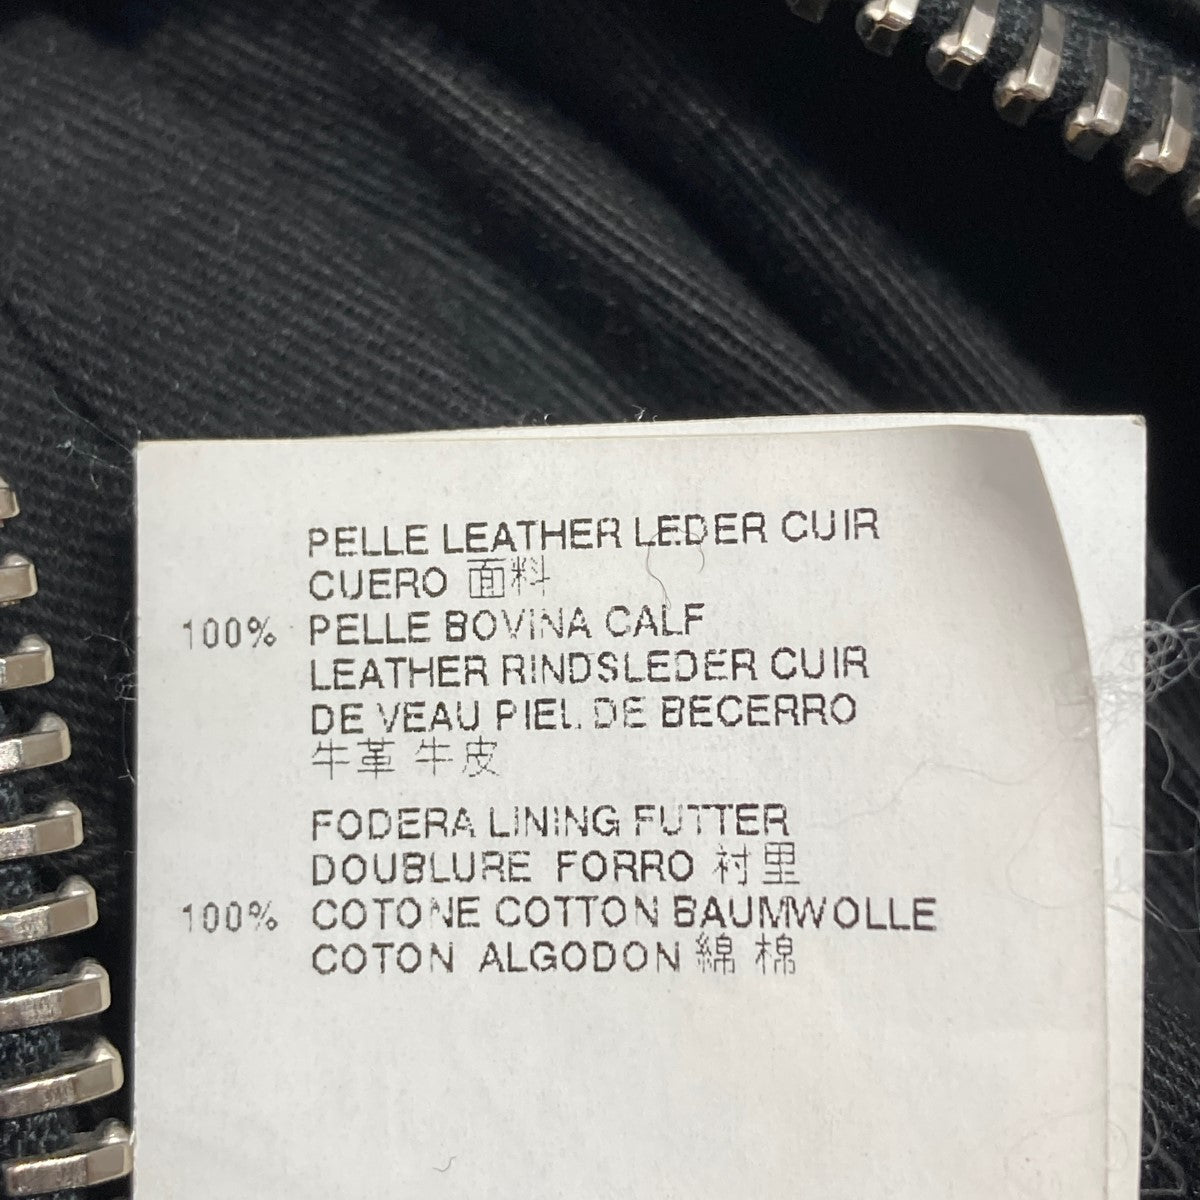 PELLE LEATHER LEDER CUIR
CUERO 面料
100% PELLE BOVINA CALF
LEATHER RINDSLEDER CUIR
DE VEAU PIEL DE BECERRO
牛革 牛皮
FODERA LINING FUTTER
DOUBLURE FORRO 衬里
100% COTONE COTTON BAUMWOLLE
COTON ALGODON 綿 棉